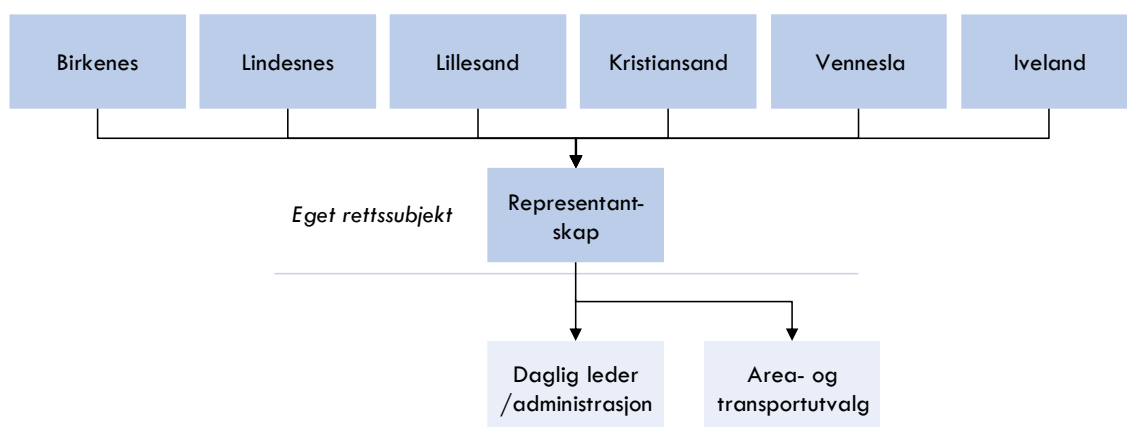 Birkenes
Lindesnes
Lillesand
Kristiansand
Vennesla
Iveland
Eget rettssubjekt
Representant-
skap
Daglig leder
/administrasjon
Area- og
transportutvalg